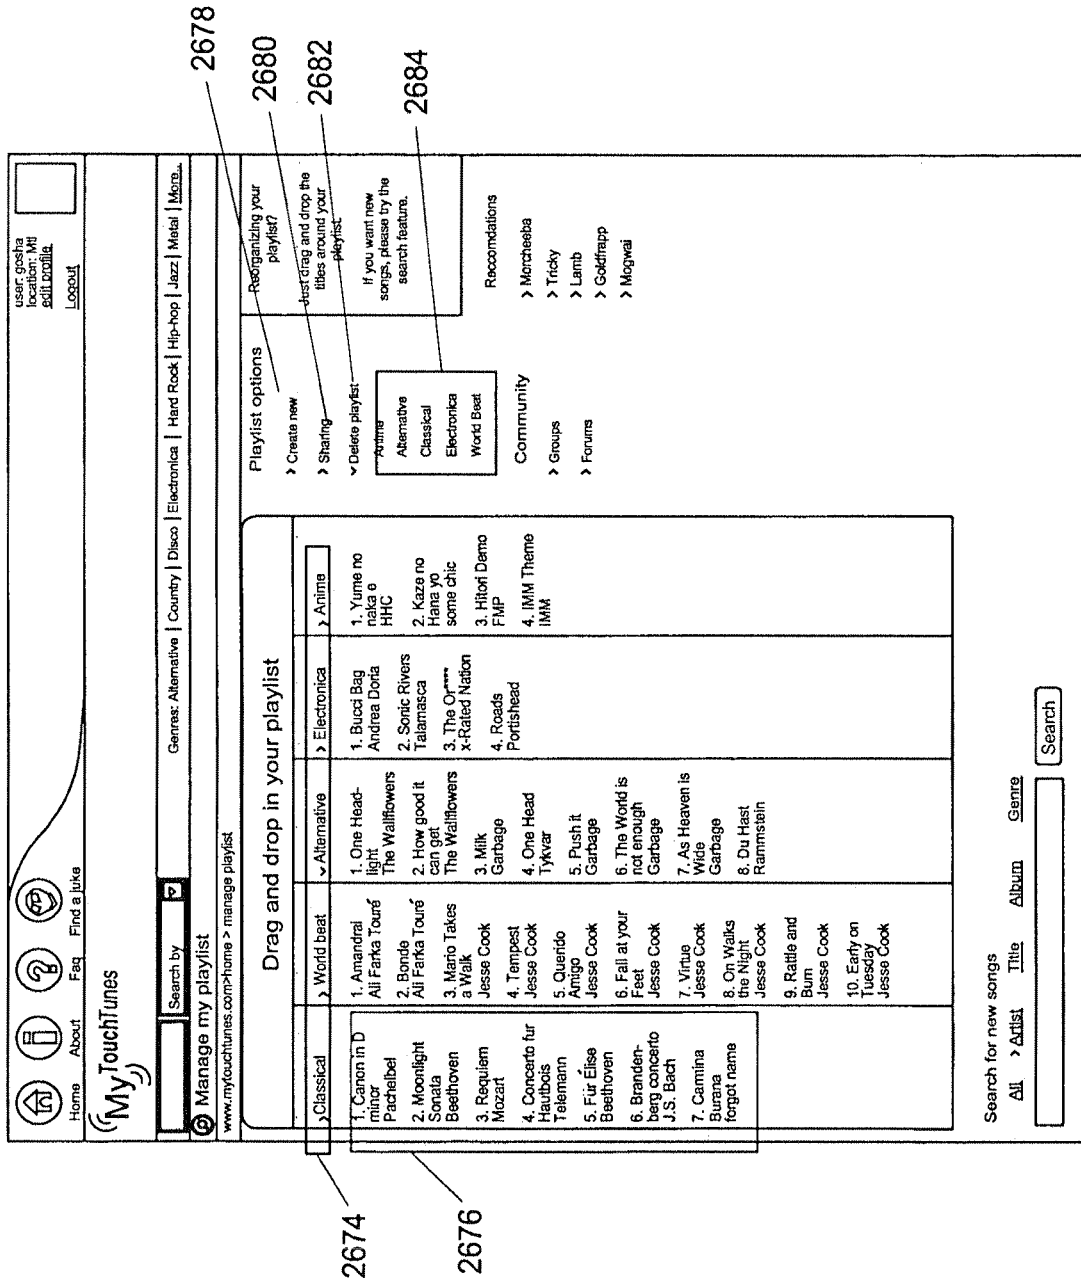 Home
About
Faq
Find a juke
user: gosha
location: Mtl
edit profile
Logout
((My TouchTunes))
Search by
Genres: Alternative | Country | Disco | Electronica | Hard Rock | Hip-hop | Jazz | Metal | More..
Manage my playlist
www.mytouchtunes.com>home > manage playlist
Drag and drop in your playlist
Classical
World beat
Alternative
Electronica
Anime
1. Canon in D
minor
Pachelbel
2. Moonlight
Sonata
Beethoven
3. Requiem
Mozart
4. Concerto fur
Hautbois
Telemann
5. Für Élise
Beethoven
6. Branden-
berg concerto
J.S. Bach
7. Carmina
Burana
forgot name
1. Amandrai
Ali Farka Touré
2. Bonde
Ali Farka Touré
3. Mario Takes
a Walk
Jesse Cook
4. Tempest
Jesse Cook
5. Querido
Amigo
Jesse Cook
6. Fall at your
Feet
Jesse Cook
7. Virtue
Jesse Cook
8. On Walks
the Night
Jesse Cook
9. Rattle and
Burn
Jesse Cook
10. Early on
Tuesday
Jesse Cook
1. One Head-
light
The Wallflowers
2. How good it
can get
The Wallflowers
3. Milk
Garbage
4. One Head
Tykvar
5. Push it
Garbage
6. The World is
not enough
Garbage
7. As Heaven is
Wide
Garbage
8. Du Hast
Rammstein
1. Bucci Bag
Andrea Doria
2. Sonic Rivers
Talamasca
3. The Or****
x-Rated Nation
4. Roads
Portishead
1. Yume no
naka e
HHC
2. Kaze no
Hana yo
some chic
3. Hitori Demo
FMP
4. IMM Theme
IMM
Playlist options
> Create new
> Sharing
Delete playlist
Anime
Alternative
Classical
Electronica
World Beat
Community
> Groups
> Forums
Reorganizing your
playlist?
Just drag and drop the
titles around your
playlist.
If you want new
songs, please try the
search feature.
Reccomdations
> Morcheeba
> Tricky
> Lamb
> Goldfrapp
> Mogwai
Search for new songs
All > Artist Title Album Genre
Search
2674
2676
2678
2680
2682
2684